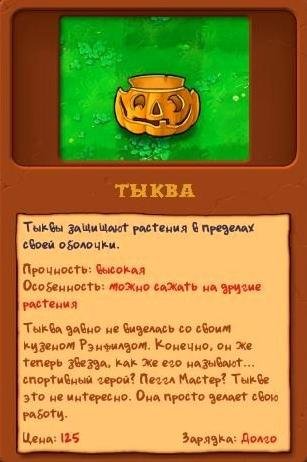 ТЫКВА
Тыквы защищают растения в пределах
своей оболочки.
Прочность: высокая
Особенность: можно сажать на другие
растения
Тыква давно не виделась со своим
кузеном Рэнфилдом. Конечно, он же
теперь звезда, как же его называют...
спортивный герой? Пеггл Мастер? Тыкве
это не интересно. Она просто делает свою
работу.
Цена: 125 Зарядка: Долго